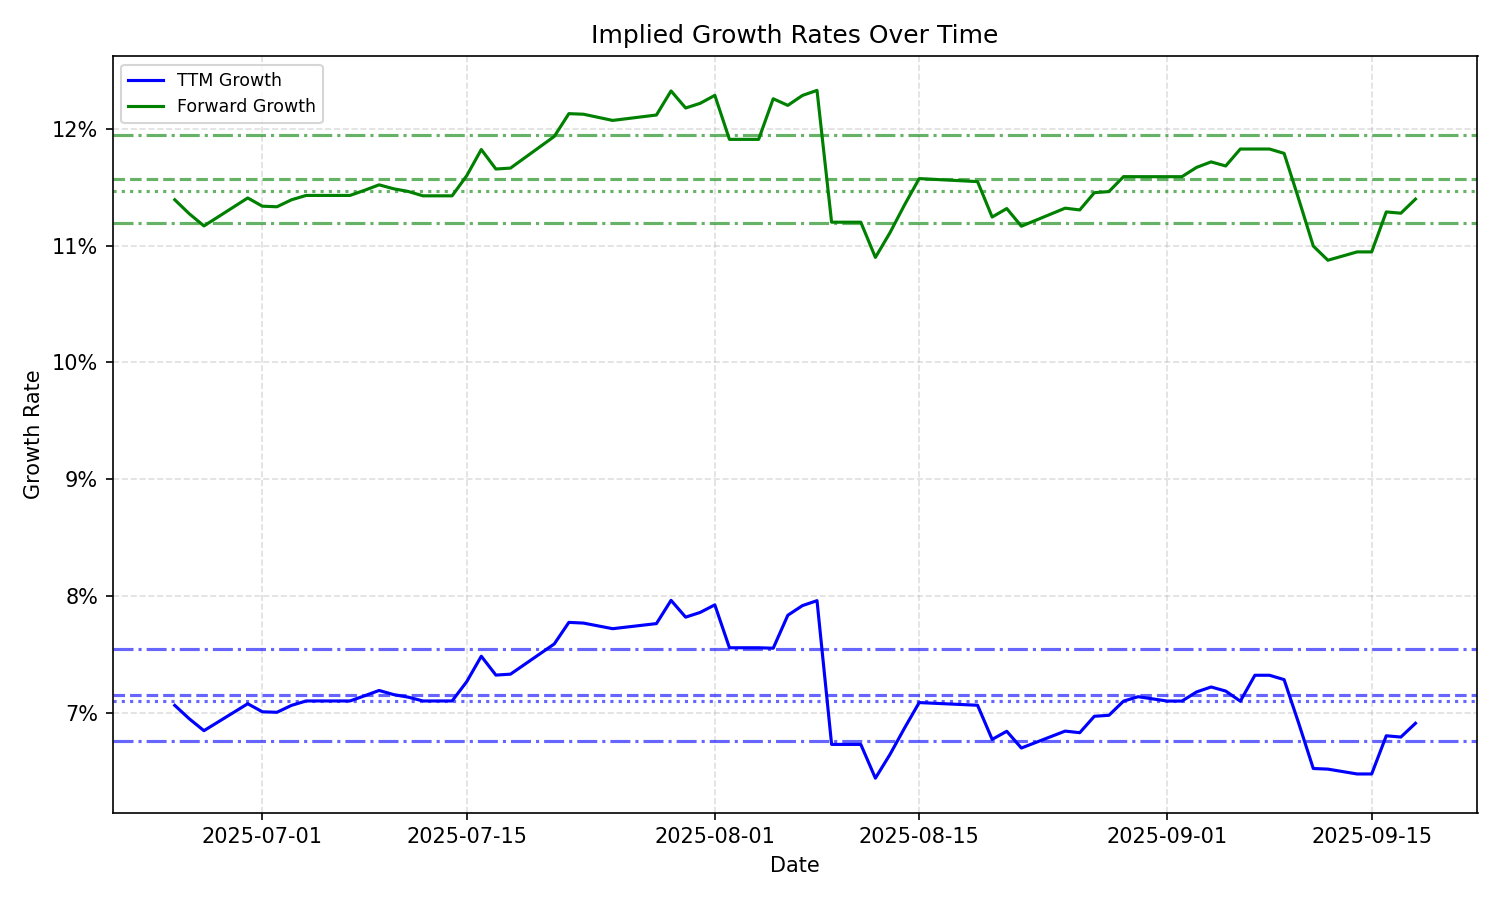 Implied Growth Rates Over Time
TTM Growth
Forward Growth
12%
11%
10%
9%
8%
7%
Growth Rate
2025-07-01
2025-07-15
2025-08-01
2025-08-15
2025-09-01
2025-09-15
Date